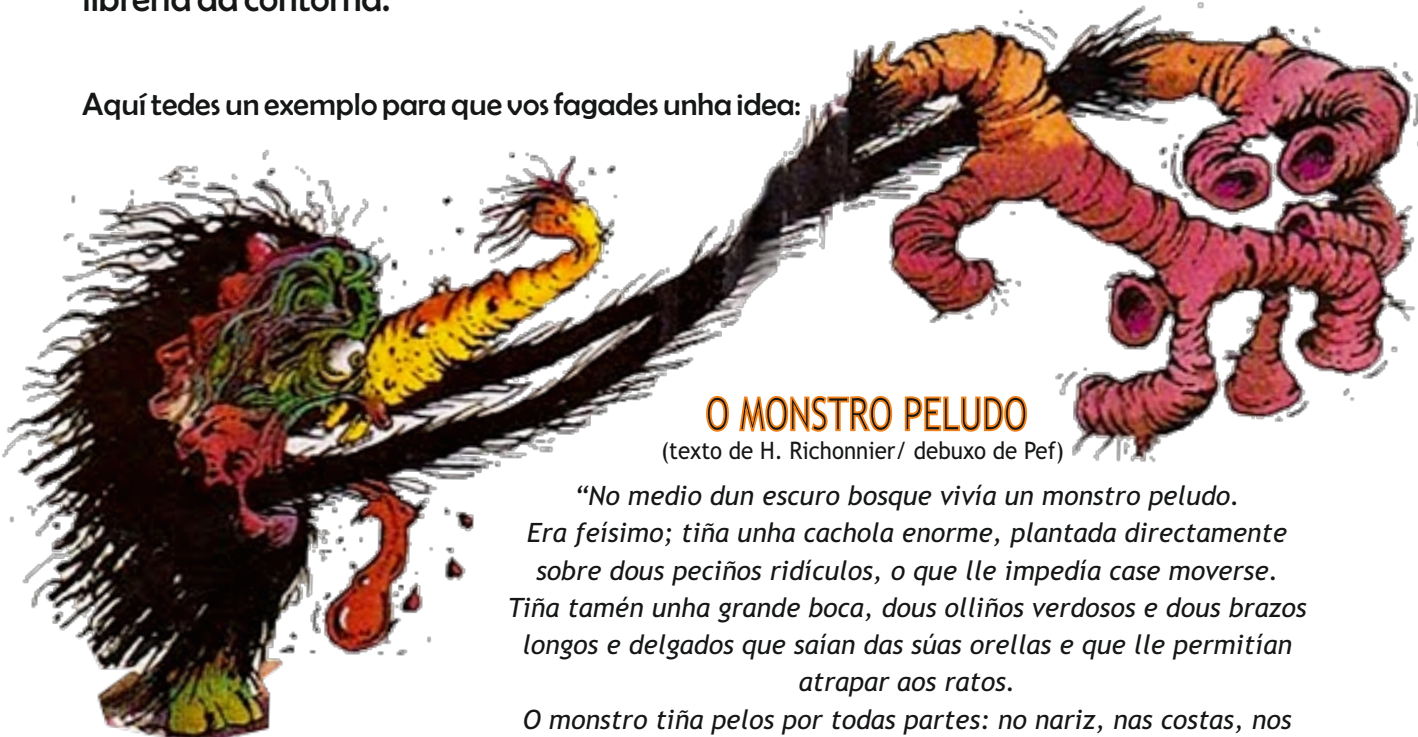 librería da contorna.
Aquí tedes un exemplo para que vos fagades unha idea:
O MONSTRO PELUDO
(texto de H. Richonnier/ debuxo de Pef)
“No medio dun escuro bosque vivía un monstro peludo.
Era feísimo; tiña unha cachola enorme, plantada directamente
sobre dous peciños ridículos, o que lle impedía case moverse.
Tiña tamén unha grande boca, dous olliños verdosos e dous brazos
longos e delgados que saían das súas orellas e que lle permitían
atrapar aos ratos.
O monstro tiña pelos por todas partes: no nariz, nas costas, nos